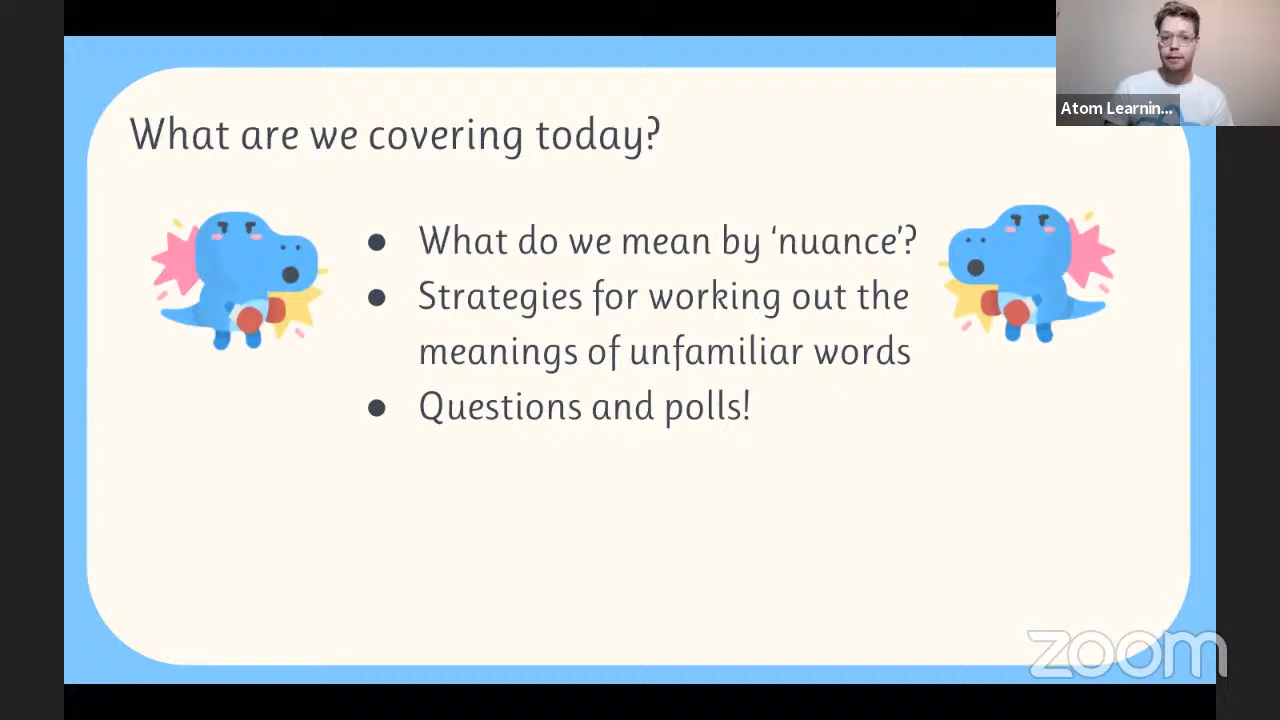 Atom Learnin...
What are we covering today?
● What do we mean by ‘nuance’?
● Strategies for working out the
meanings of unfamiliar words
● Questions and polls!
zoom